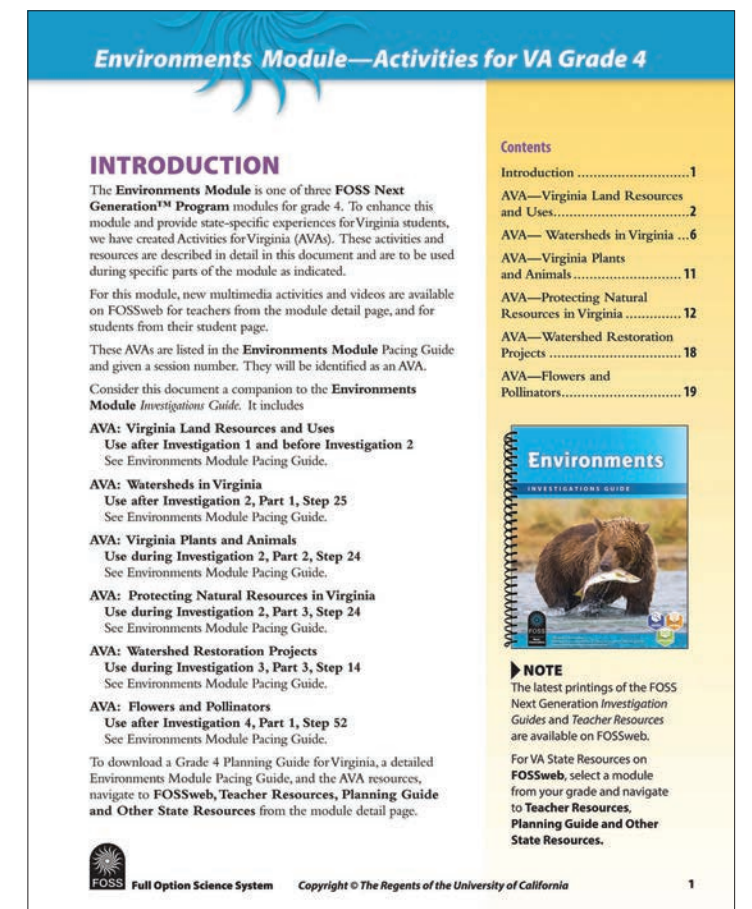 Environments Module—Activities for VA Grade 4
INTRODUCTION
The Environments Module is one of three FOSS Next
Generation™ Program modules for grade 4. To enhance this
module and provide state-specific experiences for Virginia students,
we have created Activities for Virginia (AVAs). These activities and
resources are described in detail in this document and are to be used
during specific parts of the module as indicated.
For this module, new multimedia activities and videos are available
on FOSSweb for teachers from the module detail page, and for
students from their student page.
These AVAs are listed in the Environments Module Pacing Guide
and given a session number. They will be identified as an AVA.
Consider this document a companion to the Environments
Module Investigations Guide. It includes
AVA: Virginia Land Resources and Uses
Use after Investigation 1 and before Investigation 2
See Environments Module Pacing Guide.
AVA: Watersheds in Virginia
Use after Investigation 2, Part 1, Step 25
See Environments Module Pacing Guide.
AVA: Virginia Plants and Animals
Use during Investigation 2, Part 2, Step 24
See Environments Module Pacing Guide.
AVA: Protecting Natural Resources in Virginia
Use during Investigation 2, Part 3, Step 24
See Environments Module Pacing Guide.
AVA: Watershed Restoration Projects
Use during Investigation 3, Part 3, Step 14
See Environments Module Pacing Guide.
AVA: Flowers and Pollinators
Use after Investigation 4, Part 1, Step 52
See Environments Module Pacing Guide.
To download a Grade 4 Planning Guide for Virginia, a detailed
Environments Module Pacing Guide, and the AVA resources,
navigate to FOSSweb, Teacher Resources, Planning Guide
and Other State Resources from the module detail page.
Contents
Introduction ............................1
AVA—Virginia Land Resources
and Uses..................................2
AVA— Watersheds in Virginia ...6
AVA—Virginia Plants
and Animals ........................... 11
AVA—Protecting Natural
Resources in Virginia .............. 12
AVA—Watershed Restoration
Projects ................................. 18
AVA—Flowers and
Pollinators.............................. 19
Environments
INVESTIGATIONS GUIDE
FOSS
NOTE
The latest printings of the FOSS
Next Generation Investigation
Guides and Teacher Resources
are available on FOSSweb.
For VA State Resources on
FOSSweb, select a module
from your grade and navigate
to Teacher Resources,
Planning Guide and Other
State Resources.
FOSS Full Option Science System Copyright © The Regents of the University of California 1